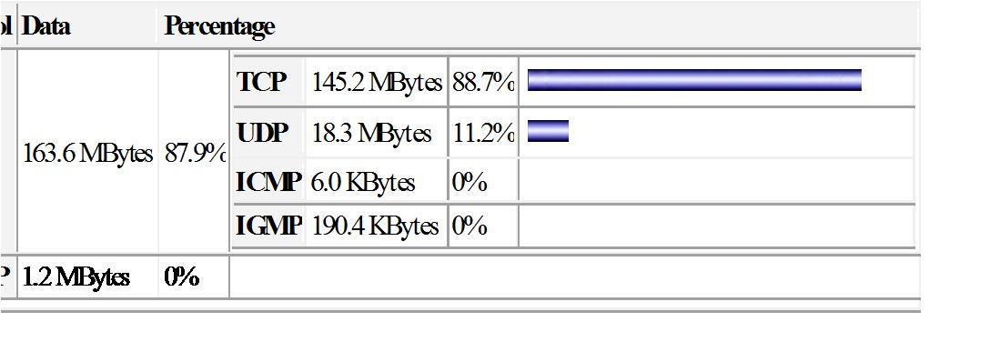 ol Data Percentage
TCP 145.2 MBytes 88.7%
UDP 18.3 MBytes 11.2%
163.6 MBytes 87.9%
ICMP 6.0 KBytes 0%
IGMP 190.4 KBytes 0%
P 1.2 MBytes 0%